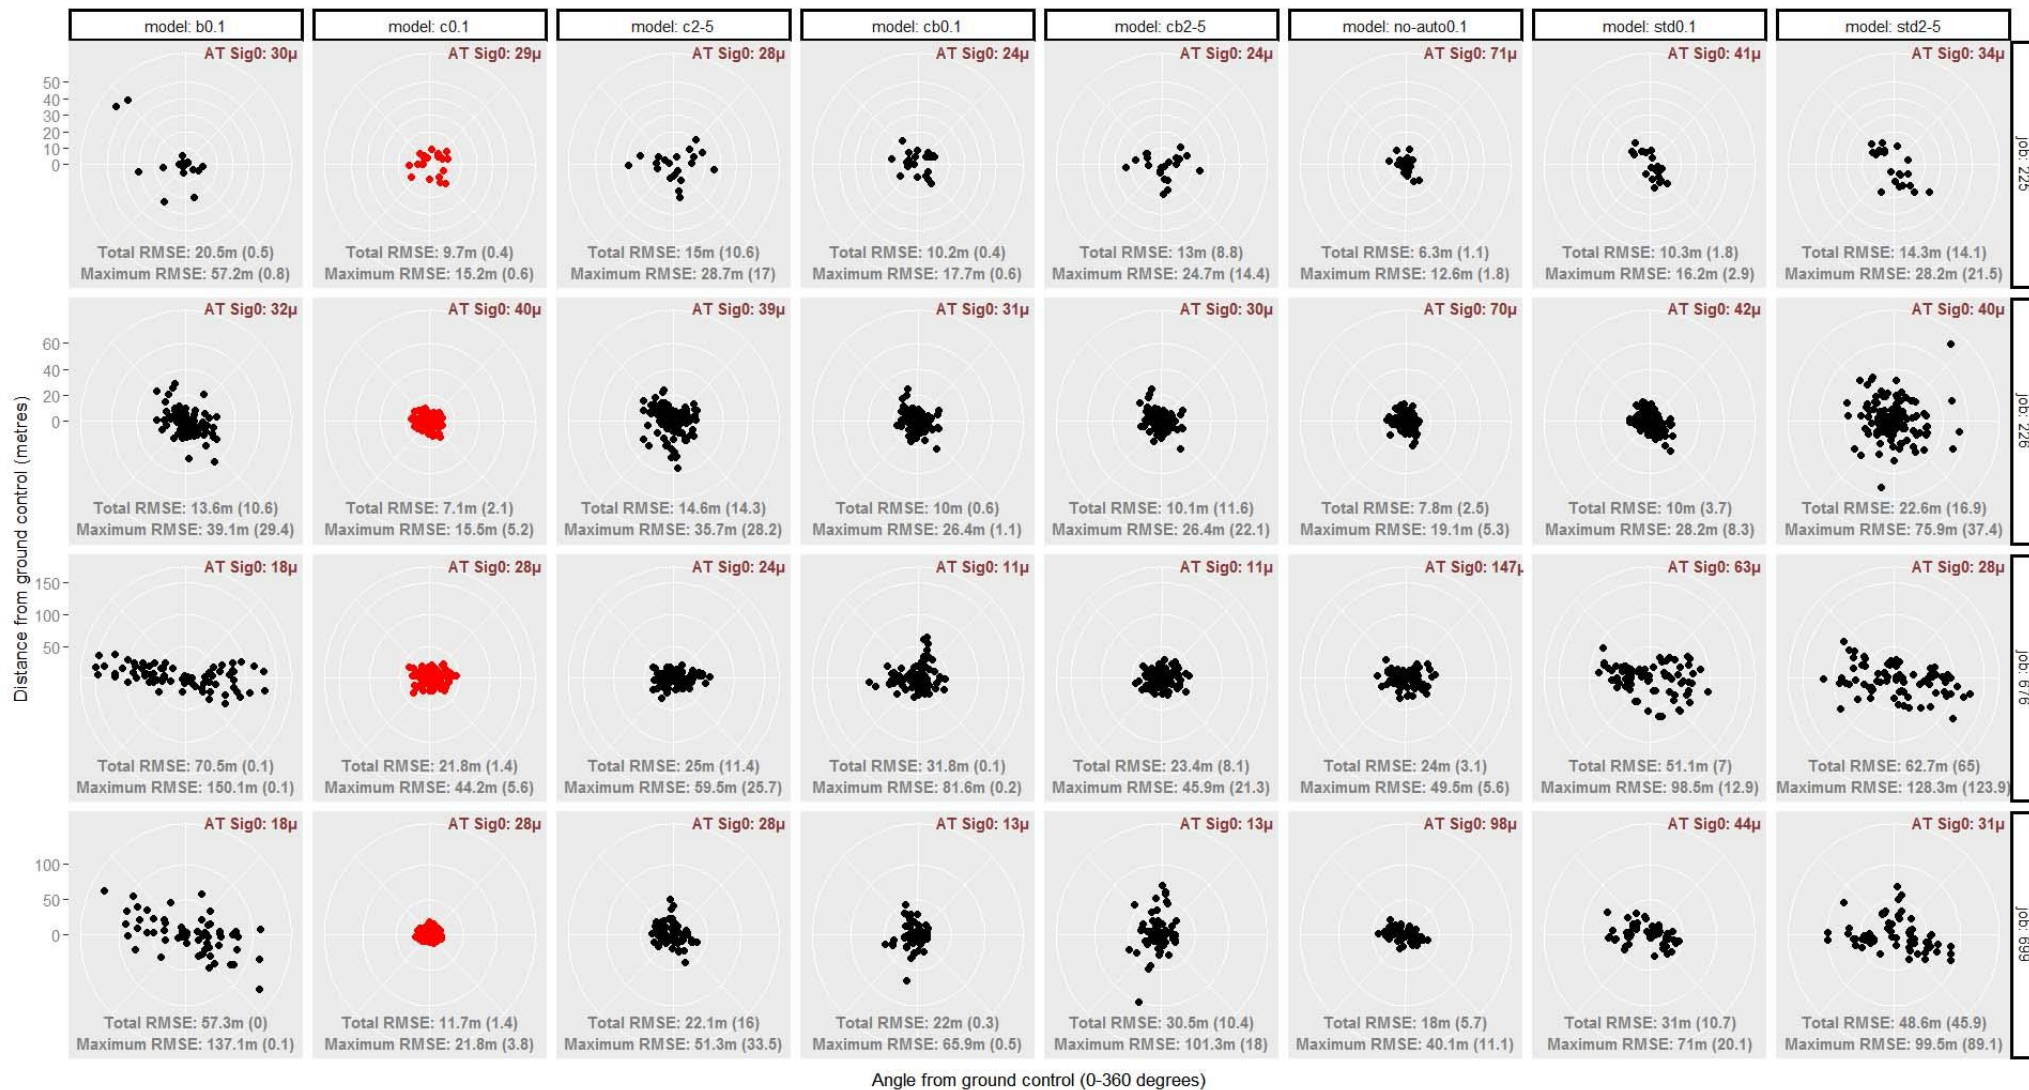 model: b0.1 model: c0.1 model: c2-5 model: cb0.1 model: cb2-5 model: no-auto0.1 model: std0.1 model: std2-5
AT Sig0: 30µ AT Sig0: 29µ AT Sig0: 28µ AT Sig0: 24µ AT Sig0: 24µ AT Sig0: 71µ AT Sig0: 41µ AT Sig0: 34µ
50
40
30
20
10
0
job: 225
Total RMSE: 20.5m (0.5) Total RMSE: 9.7m (0.4) Total RMSE: 15m (10.6) Total RMSE: 10.2m (0.4) Total RMSE: 13m (8.8) Total RMSE: 6.3m (1.1) Total RMSE: 10.3m (1.8) Total RMSE: 14.3m (14.1)
Maximum RMSE: 57.2m (0.8) Maximum RMSE: 15.2m (0.6) Maximum RMSE: 28.7m (17) Maximum RMSE: 17.7m (0.6) Maximum RMSE: 24.7m (14.4) Maximum RMSE: 12.6m (1.8) Maximum RMSE: 16.2m (2.9) Maximum RMSE: 28.2m (21.5)
AT Sig0: 32µ AT Sig0: 40µ AT Sig0: 39µ AT Sig0: 31µ AT Sig0: 30µ AT Sig0: 70µ AT Sig0: 42µ AT Sig0: 40µ
60
40
20
0
job: 226
Total RMSE: 13.6m (10.6) Total RMSE: 7.1m (2.1) Total RMSE: 14.6m (14.3) Total RMSE: 10m (0.6) Total RMSE: 10.1m (11.6) Total RMSE: 7.8m (2.5) Total RMSE: 10m (3.7) Total RMSE: 22.6m (16.9)
Maximum RMSE: 39.1m (29.4) Maximum RMSE: 15.5m (5.2) Maximum RMSE: 35.7m (28.2) Maximum RMSE: 26.4m (1.1) Maximum RMSE: 26.4m (22.1) Maximum RMSE: 19.1m (5.3) Maximum RMSE: 28.2m (8.3) Maximum RMSE: 75.9m (37.4)
Distance from ground control (metres)
AT Sig0: 18µ AT Sig0: 28µ AT Sig0: 24µ AT Sig0: 11µ AT Sig0: 11µ AT Sig0: 147µ AT Sig0: 63µ AT Sig0: 28µ
150
100
50
job: 676
Total RMSE: 70.5m (0.1) Total RMSE: 21.8m (1.4) Total RMSE: 25m (11.4) Total RMSE: 31.8m (0.1) Total RMSE: 23.4m (8.1) Total RMSE: 24m (3.1) Total RMSE: 51.1m (7) Total RMSE: 62.7m (65)
Maximum RMSE: 150.1m (0.1) Maximum RMSE: 44.2m (5.6) Maximum RMSE: 59.5m (25.7) Maximum RMSE: 81.6m (0.2) Maximum RMSE: 45.9m (21.3) Maximum RMSE: 49.5m (5.6) Maximum RMSE: 98.5m (12.9) Maximum RMSE: 128.3m (123.9)
AT Sig0: 18µ AT Sig0: 28µ AT Sig0: 28µ AT Sig0: 13µ AT Sig0: 13µ AT Sig0: 98µ AT Sig0: 44µ AT Sig0: 31µ
100
50
0
job: 699
Total RMSE: 57.3m (0) Total RMSE: 11.7m (1.4) Total RMSE: 22.1m (16) Total RMSE: 22m (0.3) Total RMSE: 30.5m (10.4) Total RMSE: 18m (5.7) Total RMSE: 31m (10.7) Total RMSE: 48.6m (45.9)
Maximum RMSE: 137.1m (0.1) Maximum RMSE: 21.8m (3.8) Maximum RMSE: 51.3m (33.5) Maximum RMSE: 65.9m (0.5) Maximum RMSE: 101.3m (18) Maximum RMSE: 40.1m (11.1) Maximum RMSE: 71m (20.1) Maximum RMSE: 99.5m (89.1)
Angle from ground control (0-360 degrees)